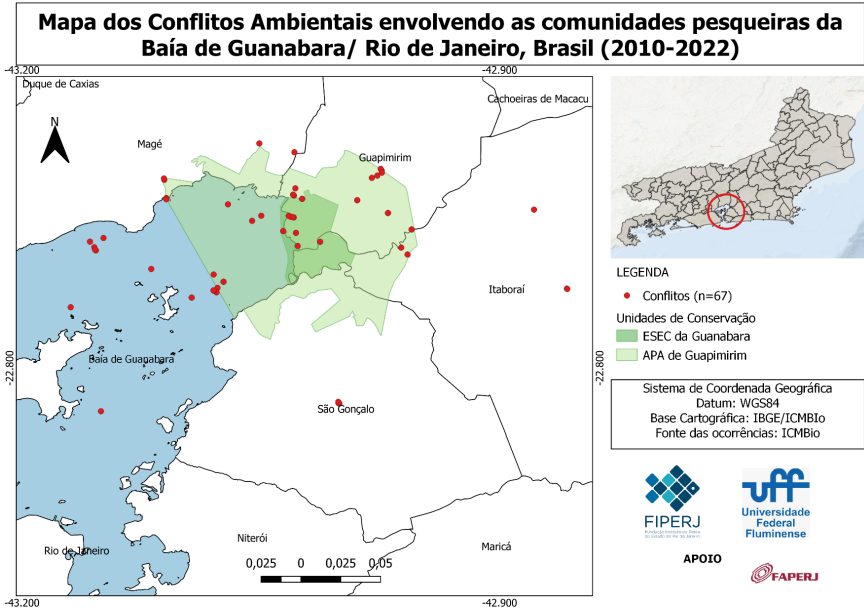 Mapa dos Conflitos Ambientais envolvendo as comunidades pesqueiras da
Baía de Guanabara/ Rio de Janeiro, Brasil (2010-2022)
-43.200
-42.900
Duque de Caxias
Cachoeiras de Macacu
N
Magé
Guapimirim
Itaboraí
Baía de Guanabara
-22.800
-22.800
São Gonçalo
Niterói
Rio de Janeiro
Maricá
0,025 0 0,025 0,05
-43.200
-42.900
LEGENDA
Conflitos (n=67)
Unidades de Conservação
ESEC da Guanabara
APA de Guapimirim
Sistema de Coordenada Geográfica
Datum: WGS84
Base Cartográfica: IBGE/ICMBIo
Fonte das ocorrências: ICMBio
FIPERJ
uff
Universidade
Federal
Fluminense
APOIO
FAPERJ